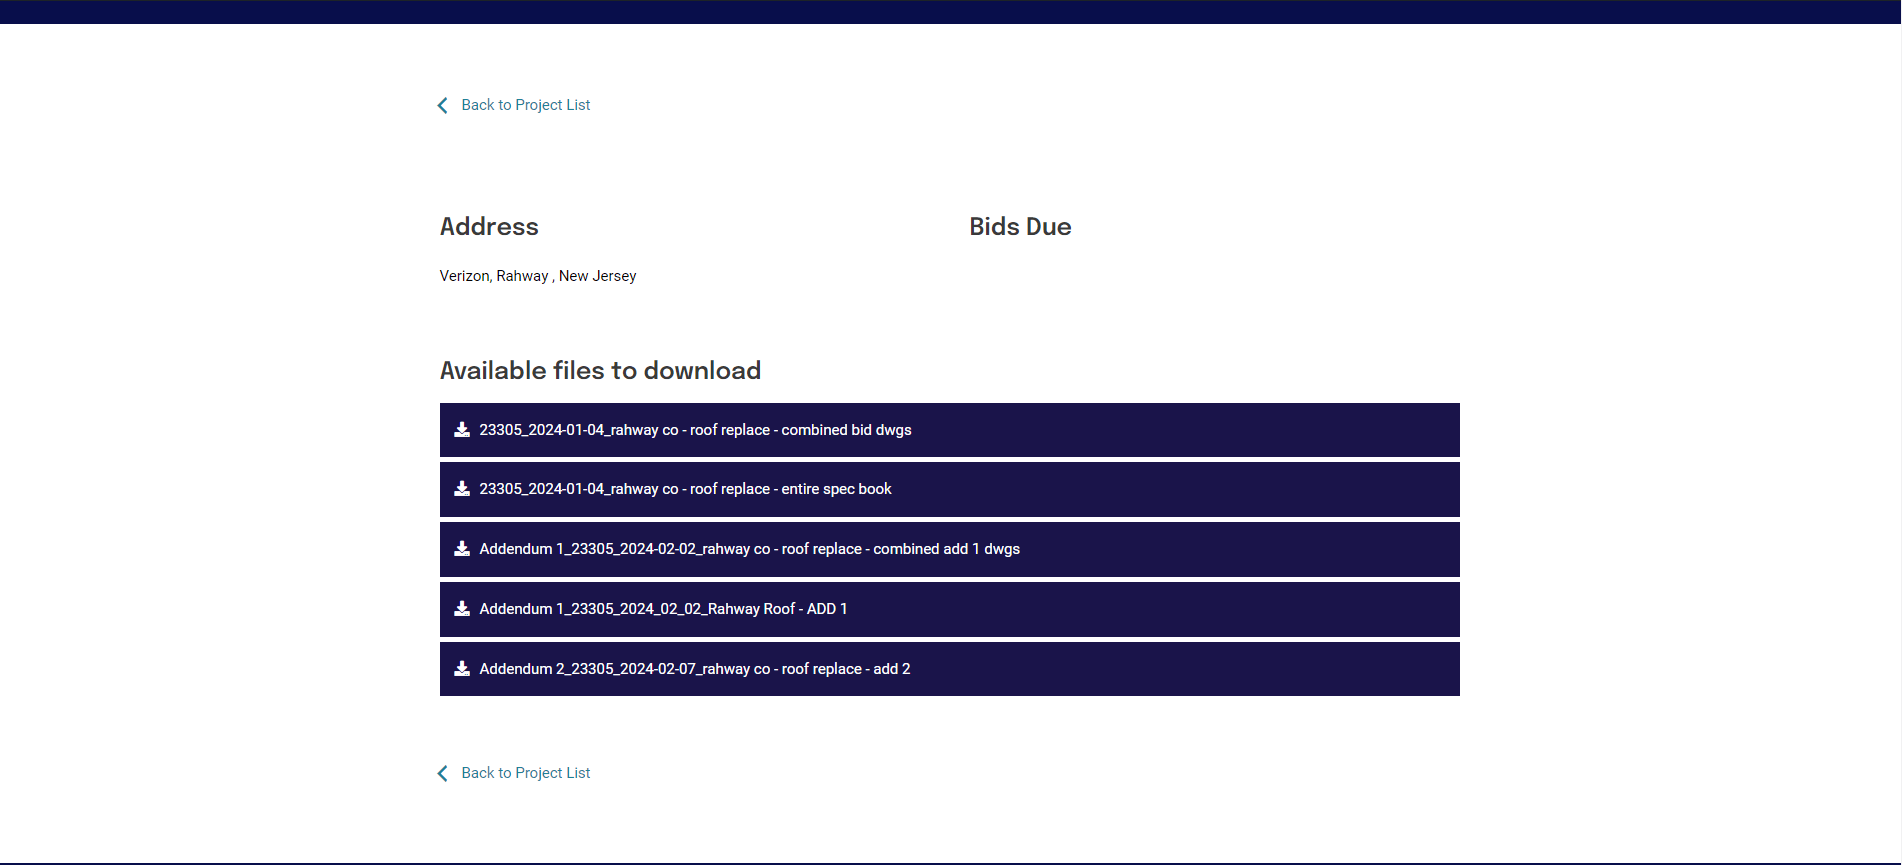 Back to Project List
Address
Bids Due
Verizon, Rahway , New Jersey
Available files to download
23305_2024-01-04_rahway co - roof replace - combined bid dwgs
23305_2024-01-04_rahway co - roof replace - entire spec book
Addendum 1_23305_2024-02-02_rahway co - roof replace - combined add 1 dwgs
Addendum 1_23305_2024_02_02_Rahway Roof - ADD 1
Addendum 2_23305_2024-02-07_rahway co - roof replace - add 2
Back to Project List